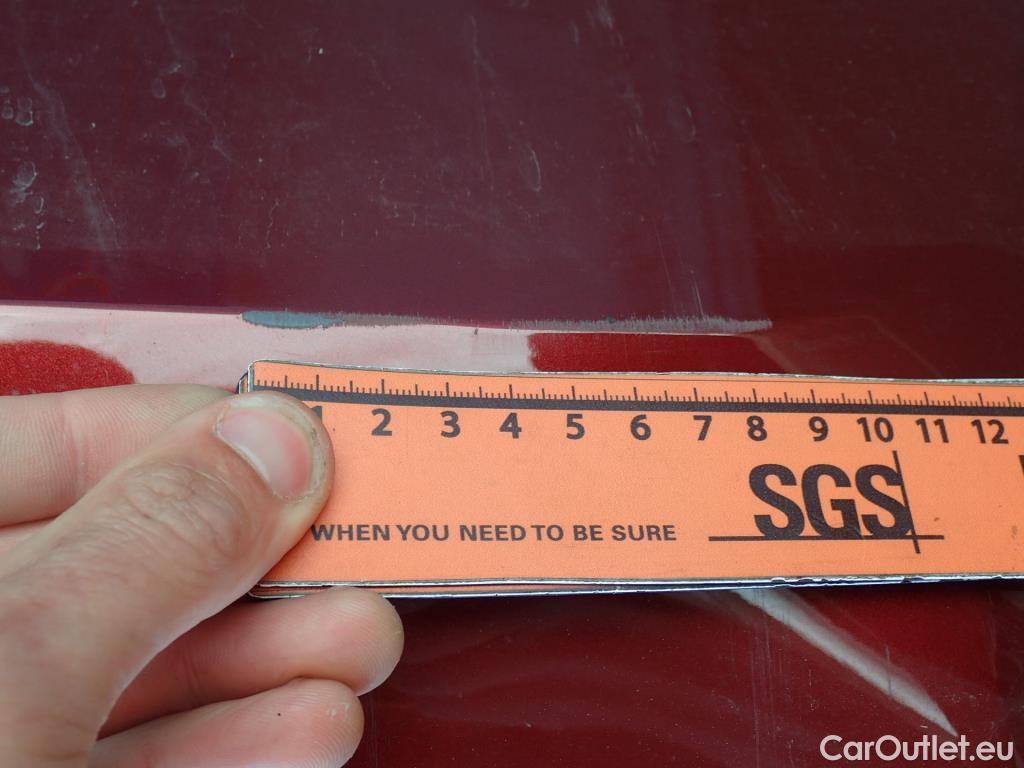 1 2 3 4 5 6 7 8 9 10 11 12
SGS
WHEN YOU NEED TO BE SURE
CarOutlet.eu